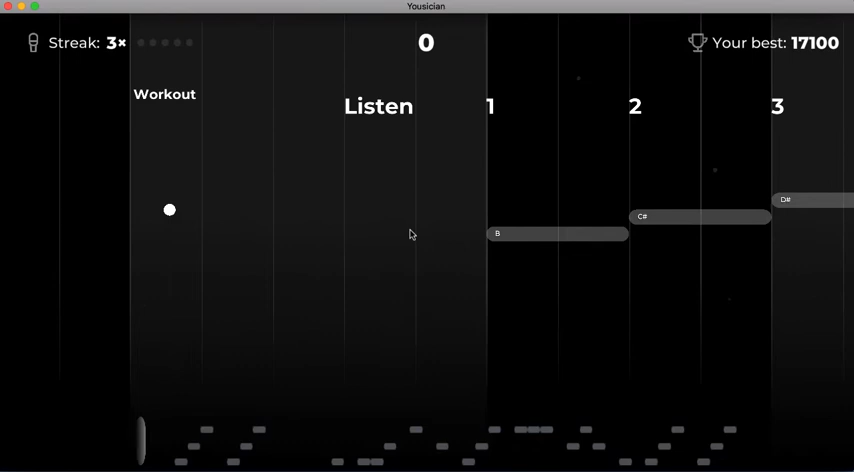 Yousician
Streak: 3×
0
Your best: 17100
Workout
Listen
1
2
3
D#
C#
B